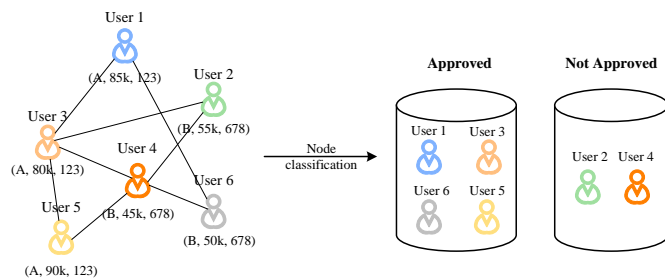 User 1
(A, 85k, 123)
User 2
(B, 55k, 678)
User 3
(A, 80k, 123)
User 4
(B, 45k, 678)
User 6
(B, 50k, 678)
User 5
(A, 90k, 123)
Node
classification
Approved
User 1
User 3
User 6
User 5
Not Approved
User 2
User 4